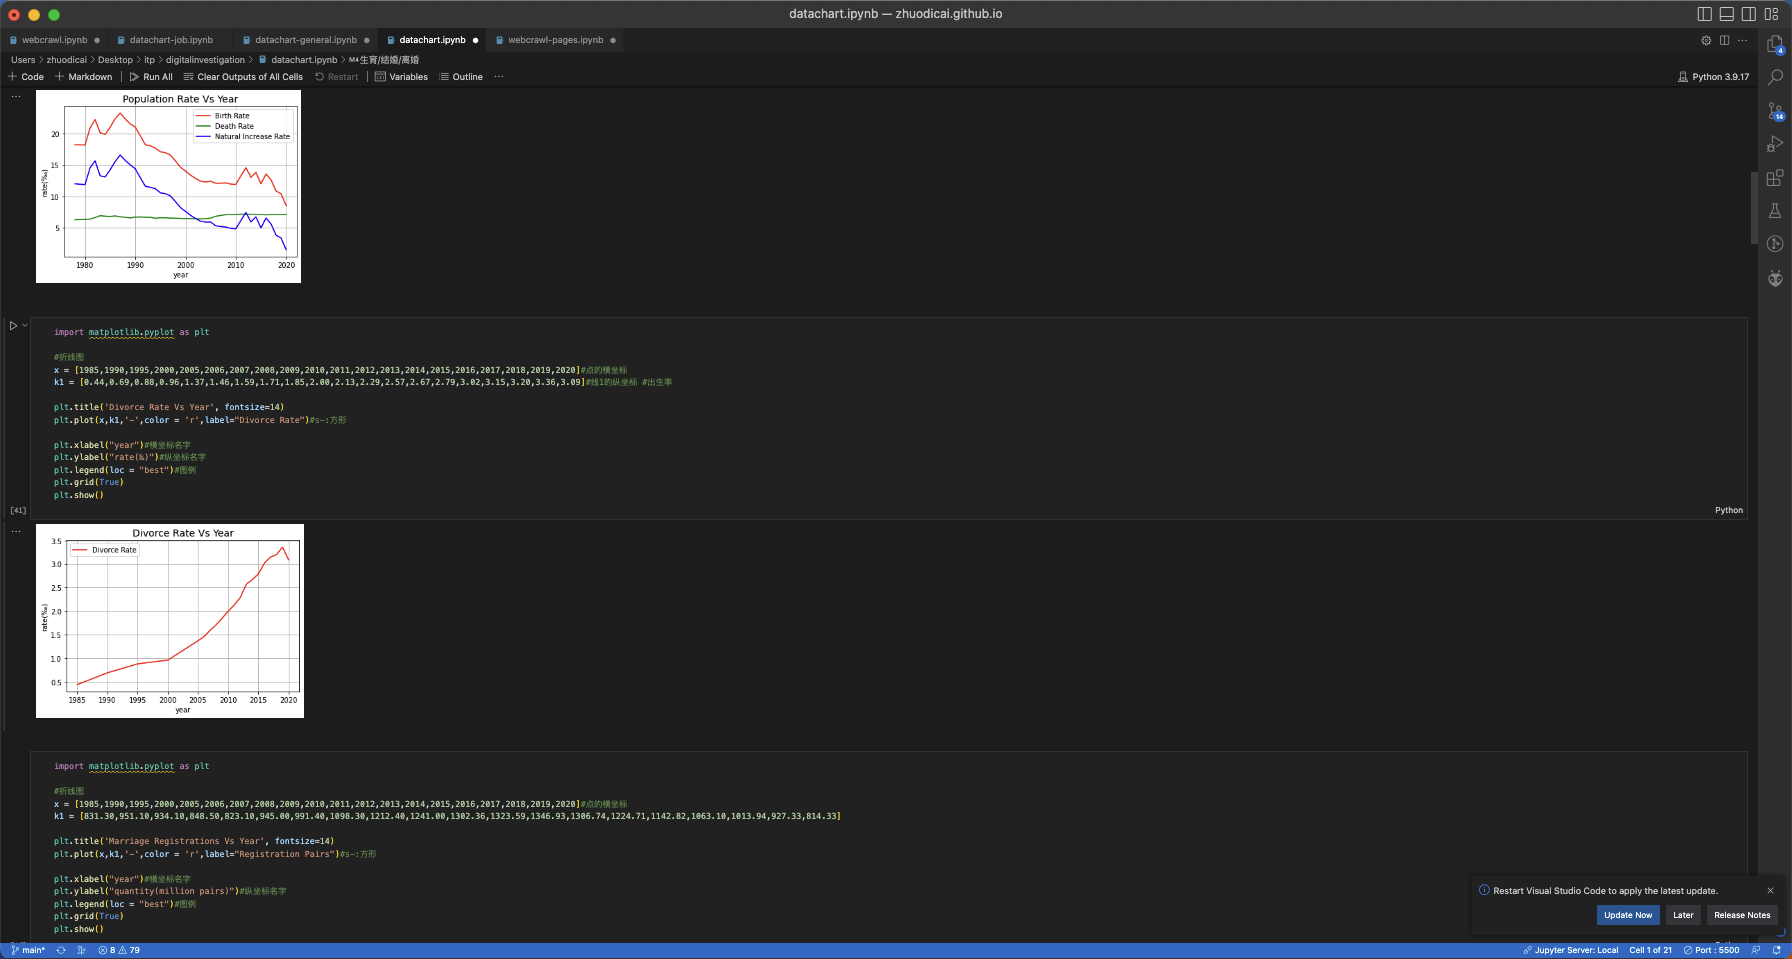 datachart.ipynb — zhuodicai.github.io
webcrawl.ipynb
datachart-job.ipynb
datachart-general.ipynb
datachart.ipynb
webcrawl-pages.ipynb
Users > zhuodicai > Desktop > itp > digitalinvestigation > datachart.ipynb > M↓生育/结婚/离婚
+ Code + Markdown | Run All Clear Outputs of All Cells Restart | Variables Outline ...
Python 3.9.17
4
14
Population Rate Vs Year
Birth Rate
Death Rate
Natural Increase Rate
20
15
10
5
rate(‰)
1980 1990 2000 2010 2020
year
import matplotlib.pyplot as plt
#折线图
x = [1985,1990,1995,2000,2005,2006,2007,2008,2009,2010,2011,2012,2013,2014,2015,2016,2017,2018,2019,2020]#点的横坐标
k1 = [0.44,0.69,0.88,0.96,1.37,1.46,1.59,1.71,1.85,2.00,2.13,2.29,2.57,2.67,2.79,3.02,3.15,3.20,3.36,3.09]#线1的纵坐标 #出生率
plt.title('Divorce Rate Vs Year', fontsize=14)
plt.plot(x,k1,'-',color = 'r',label="Divorce Rate")#s-:方形
plt.xlabel("year")#横坐标名字
plt.ylabel("rate(‰)")#纵坐标名字
plt.legend(loc = "best")#图例
plt.grid(True)
plt.show()
[41]
Python
Divorce Rate Vs Year
Divorce Rate
3.5
3.0
2.5
2.0
1.5
1.0
0.5
rate(‰)
1985 1990 1995 2000 2005 2010 2015 2020
year
import matplotlib.pyplot as plt
#折线图
x = [1985,1990,1995,2000,2005,2006,2007,2008,2009,2010,2011,2012,2013,2014,2015,2016,2017,2018,2019,2020]#点的横坐标
k1 = [831.30,951.10,934.10,848.50,823.10,945.00,991.40,1098.30,1212.40,1241.00,1302.36,1323.59,1346.93,1306.74,1224.71,1142.82,1063.10,1013.94,927.33,814.33]
plt.title('Marriage Registrations Vs Year', fontsize=14)
plt.plot(x,k1,'-',color = 'r',label="Registration Pairs")#s-:方形
plt.xlabel("year")#横坐标名字
plt.ylabel("quantity(million pairs)")#纵坐标名字
plt.legend(loc = "best")#图例
plt.grid(True)
plt.show()
Restart Visual Studio Code to apply the latest update.
Update Now Later Release Notes
main* 8 79
Jupyter Server: Local Cell 1 of 21 Port : 5500